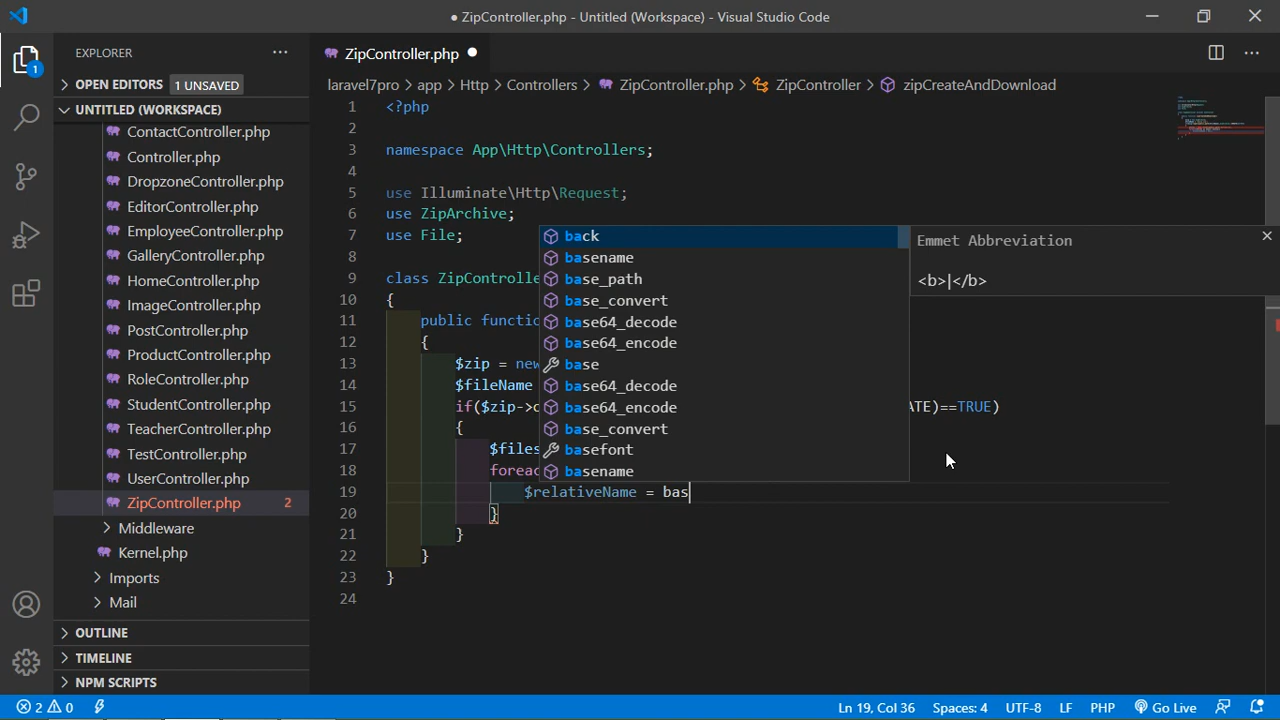 ZipController.php - Untitled (Workspace) - Visual Studio Code
EXPLORER
OPEN EDITORS 1 UNSAVED
UNTITLED (WORKSPACE)
ContactController.php
Controller.php
DropzoneController.php
EditorController.php
EmployeeController.php
GalleryController.php
HomeController.php
ImageController.php
PostController.php
ProductController.php
RoleController.php
StudentController.php
TeacherController.php
TestController.php
UserController.php
ZipController.php 2
Middleware
Kernel.php
Imports
Mail
OUTLINE
TIMELINE
NPM SCRIPTS
1
ZipController.php
laravel7pro > app > Http > Controllers > ZipController.php > ZipController > zipCreateAndDownload
1 <?php
2
3 namespace App\Http\Controllers;
4
5 use Illuminate\Http\Request;
6 use ZipArchive;
7 use File;
8
9 class ZipControlle
10 {
11 public function
12 {
13 $zip = new
14 $fileName
15 if($zip->o ATE)==TRUE)
16 {
17 $files
18 foreac
19 $relativeName = bas
20 }
21 }
22 }
23 }
24
back
basename
base_path
base_convert
base64_decode
base64_encode
base
base64_decode
base64_encode
base_convert
basefont
basename
Emmet Abbreviation
<b>|</b>
2 0
Ln 19, Col 36 Spaces: 4 UTF-8 LF PHP Go Live